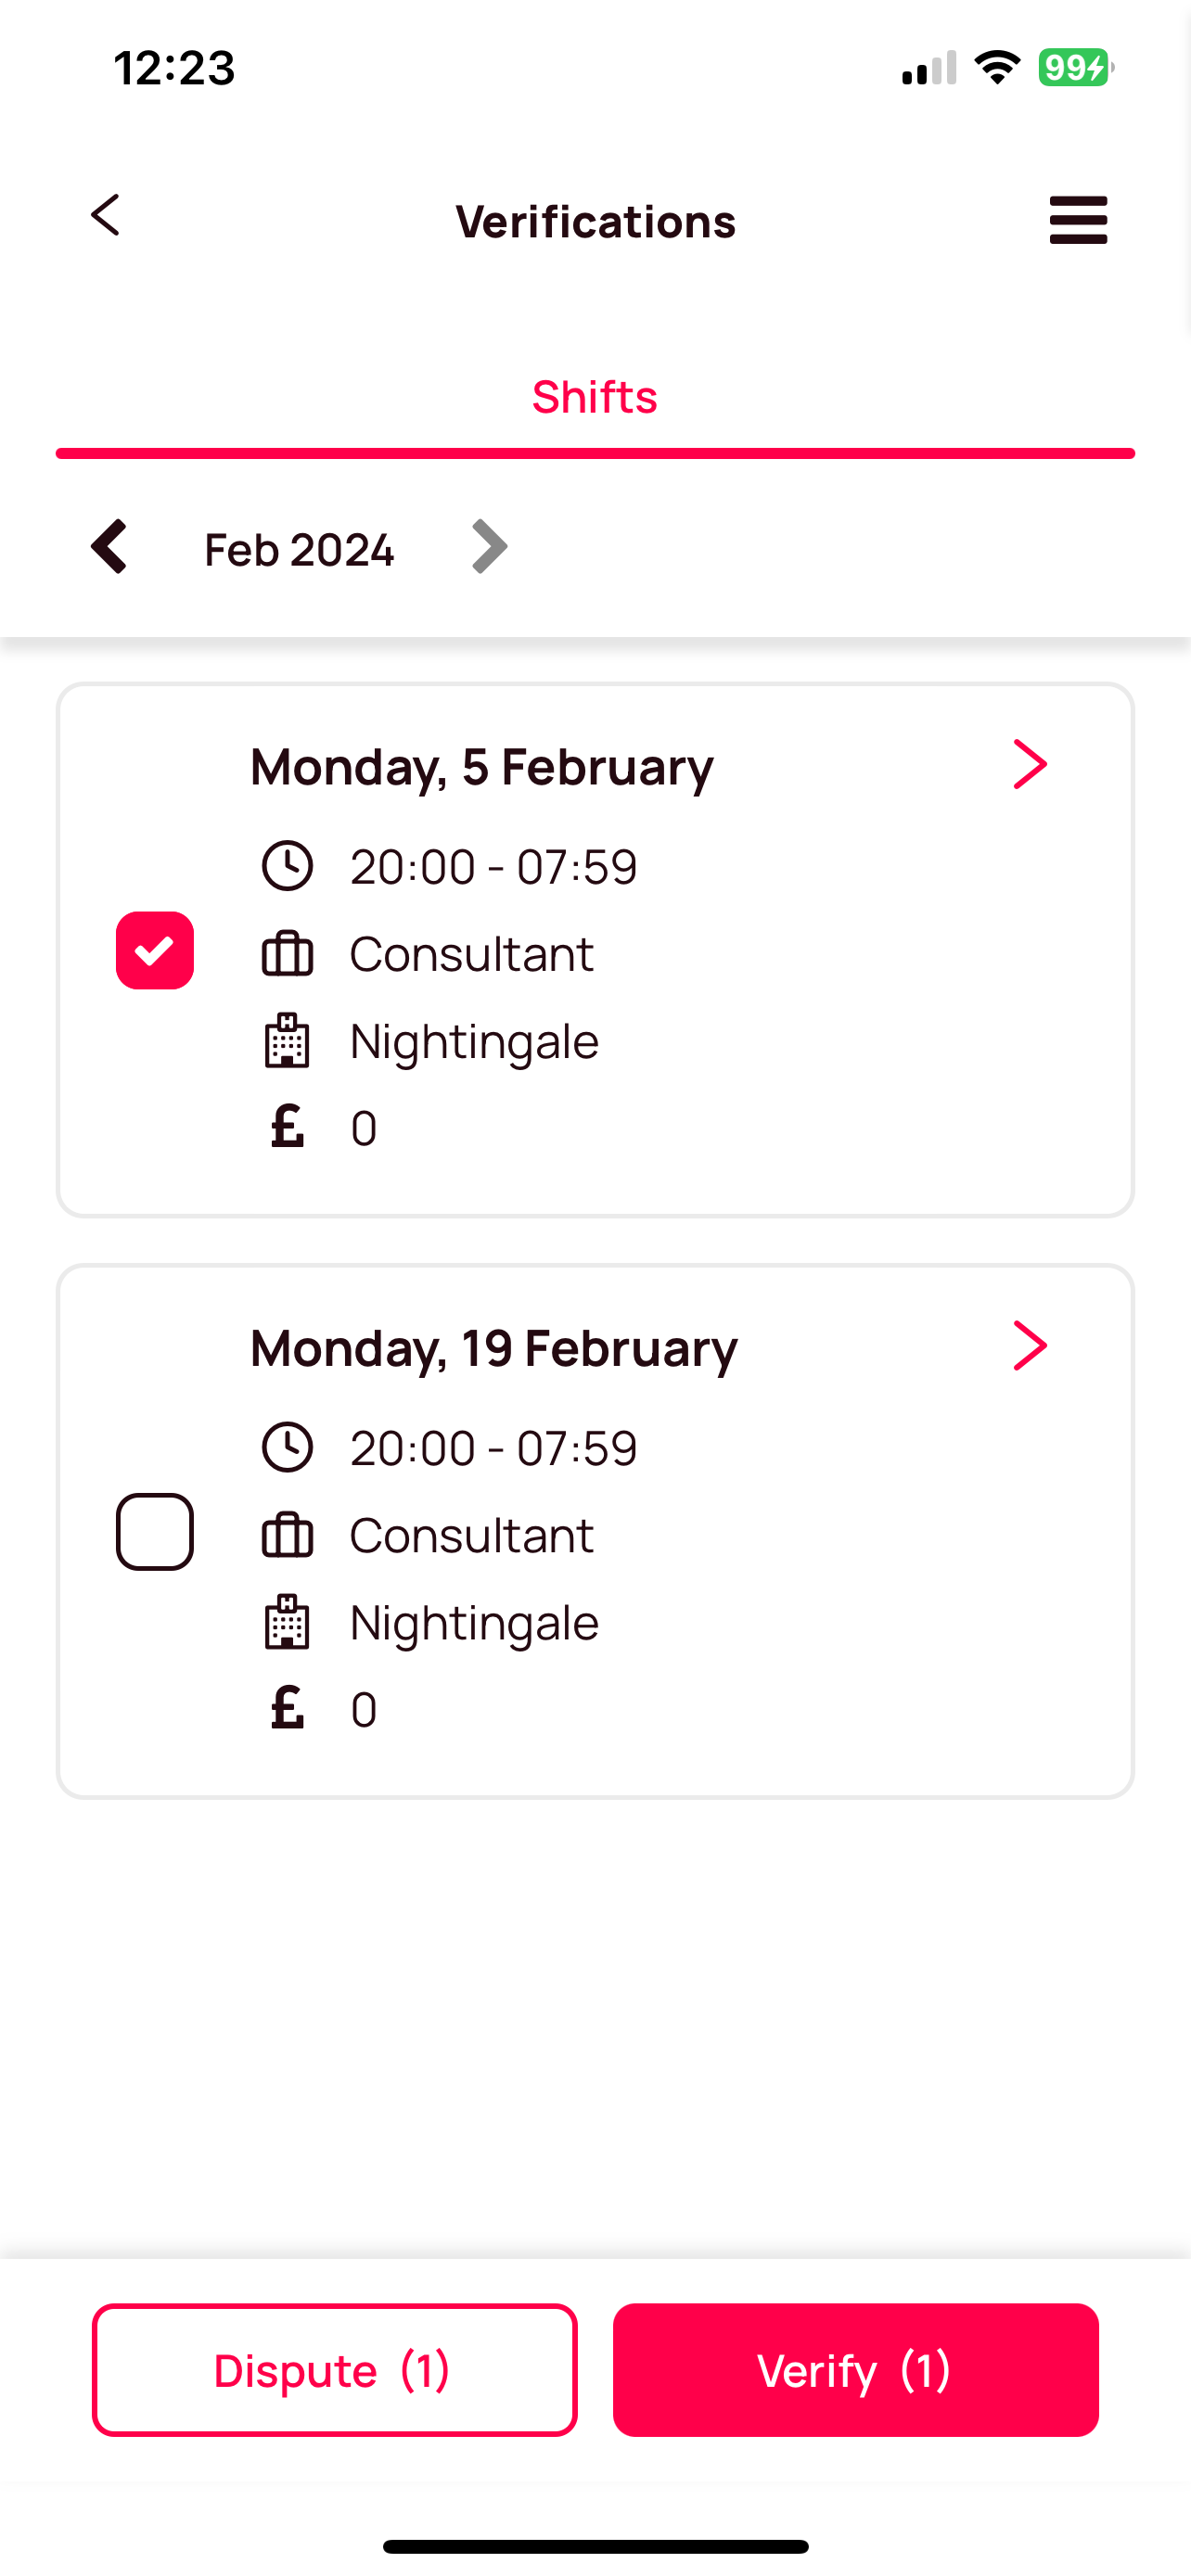 12:23
99
Verifications
Shifts
Feb 2024
Monday, 5 February
20:00 - 07:59
Consultant
Nightingale
£ 0
Monday, 19 February
20:00 - 07:59
Consultant
Nightingale
£ 0
Dispute (1)
Verify (1)